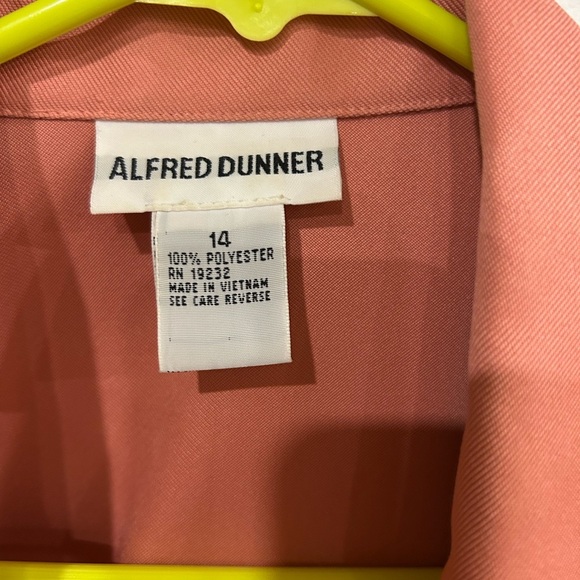 ALFRED DUNNER
14
100% POLYESTER
RN 19232
MADE IN VIETNAM
SEE CARE REVERSE